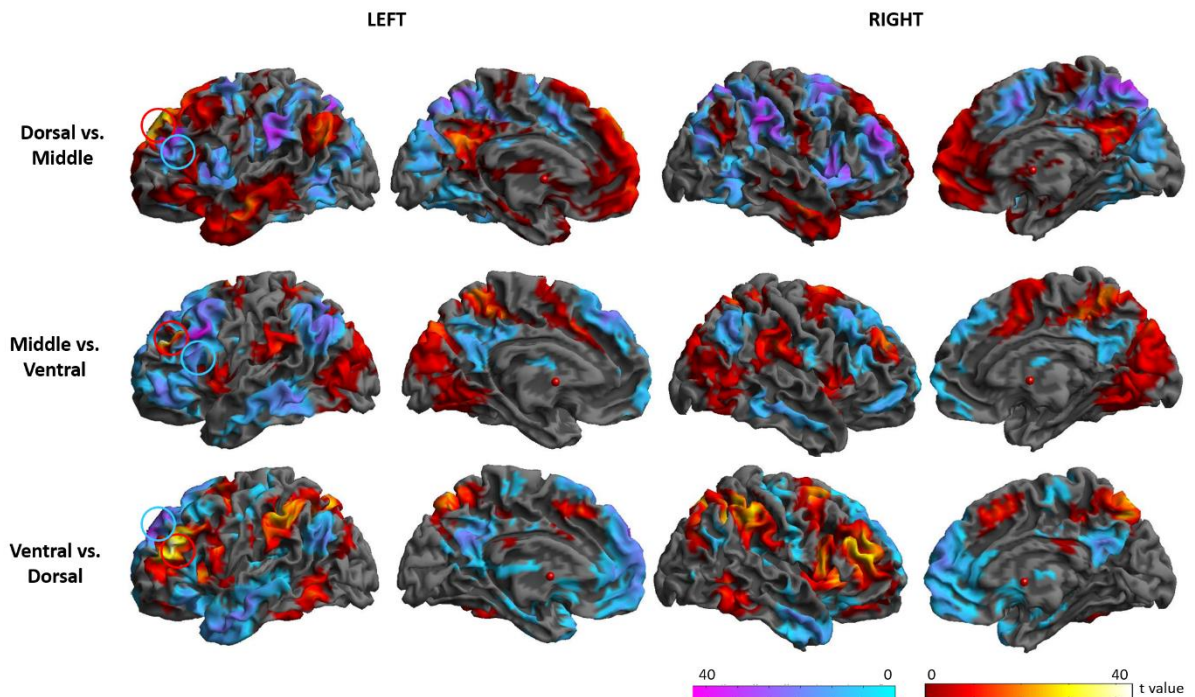 LEFT RIGHT
Dorsal vs.
Middle
Middle vs.
Ventral
Ventral vs.
Dorsal
40 0 0 40
t value